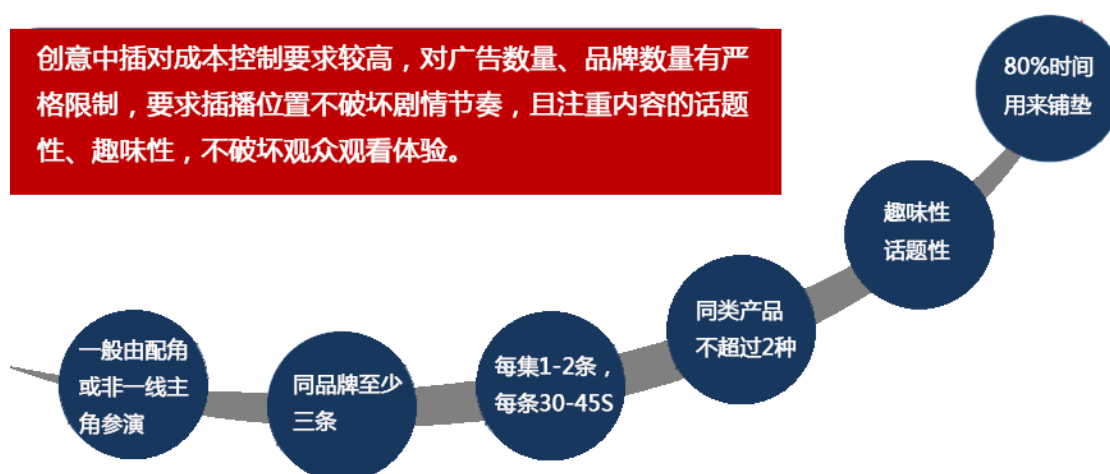 创意中插对成本控制要求较高，对广告数量、品牌数量有严
格限制，要求插播位置不破坏剧情节奏，且注重内容的话题
性、趣味性，不破坏观众观看体验。
一般由配角
或非一线主
角参演
同品牌至少
三条
每集1-2条，
每条30-45S
同类产品
不超过2种
趣味性
话题性
80%时间
用来铺垫